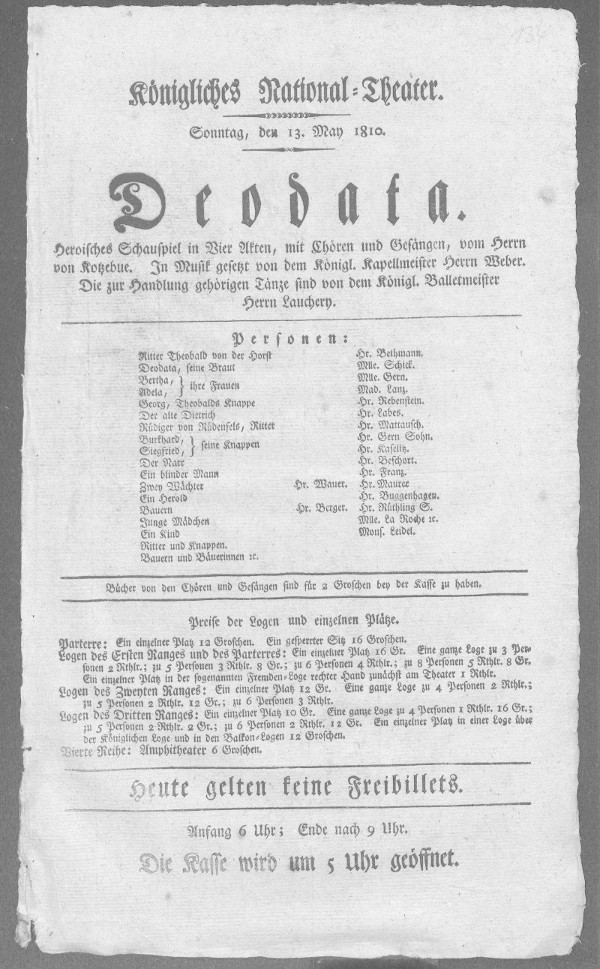 134
Königliches National-Theater.
Sonntag, den 13. May 1810.
Deodata.
Heroisches Schauspiel in Vier Akten, mit Chören und Gesängen, vom Herrn
von Kotzebue. In Musik gesetzt von dem Königl. Kapellmeister Herrn Weber.
Die zur Handlung gehörigen Tänze sind von dem Königl. Balletmeister
Herrn Lauchery.
Personen:
Ritter Theobald von der Horst Hr. Bethmann.
Deodata, seine Braut Mlle. Schick.
Bertha, Mlle. Gern.
Adela, } ihre Frauen Mad. Lanz.
Georg, Theobalds Knappe Hr. Rebenstein.
Der alte Dietrich Hr. Labes.
Rüdiger von Rüdensfels, Ritter Hr. Mattausch.
Burkhard, Hr. Gern Sohn.
Siegfried, } seine Knappen Hr. Kaselitz.
Der Narr Hr. Beschort.
Ein blinder Mann Hr. Franz.
Zwey Wächter Hr. Wauer. Hr. Maurer
Ein Herold Hr. Buggenhagen.
Bauern Hr. Berger. Hr. Rüthling S.
Junge Mädchen Mlle. La Roche ꝛc.
Ein Kind Mons. Leidel.
Ritter und Knappen.
Bauern und Bäuerinnen ꝛc.
Bücher von den Chören und Gesängen sind für 2 Groschen bey der Kasse zu haben.
Preise der Logen und einzelnen Plätze.
Parterre: Ein einzelner Platz 12 Groschen. Ein gesperrter Sitz 16 Groschen.
Logen des Ersten Ranges und des Parterres: Ein einzelner Platz 16 Gr. Eine ganze Loge zu 3 Per-
sonen 2 Rthlr.; zu 5 Personen 3 Rthlr. 8 Gr.; zu 6 Personen 4 Rthlr.; zu 8 Personen 5 Rthlr. 8 Gr.
Ein einzelner Platz in der sogenannten Fremden-Loge rechter Hand zunächst am Theater 1 Rthlr.
Logen des Zweyten Ranges: Ein einzelner Platz 12 Gr. Eine ganze Loge zu 4 Personen 2 Rthlr.;
zu 5 Personen 2 Rthlr. 12 Gr.; zu 6 Personen 3 Rthlr.
Logen des Dritten Ranges: Ein einzelner Platz 10 Gr. Eine ganze Loge zu 4 Personen 1 Rthlr. 16 Gr.;
zu 5 Personen 2 Rthlr. 2 Gr.; zu 6 Personen 2 Rthlr. 12 Gr. Ein einzelner Platz in einer Loge über
der Königlichen Loge und in den Balkon-Logen 12 Groschen.
Vierte Reihe: Amphitheater 6 Groschen.
Heute gelten keine Freibillets.
Anfang 6 Uhr; Ende nach 9 Uhr.
Die Kasse wird um 5 Uhr geöffnet.